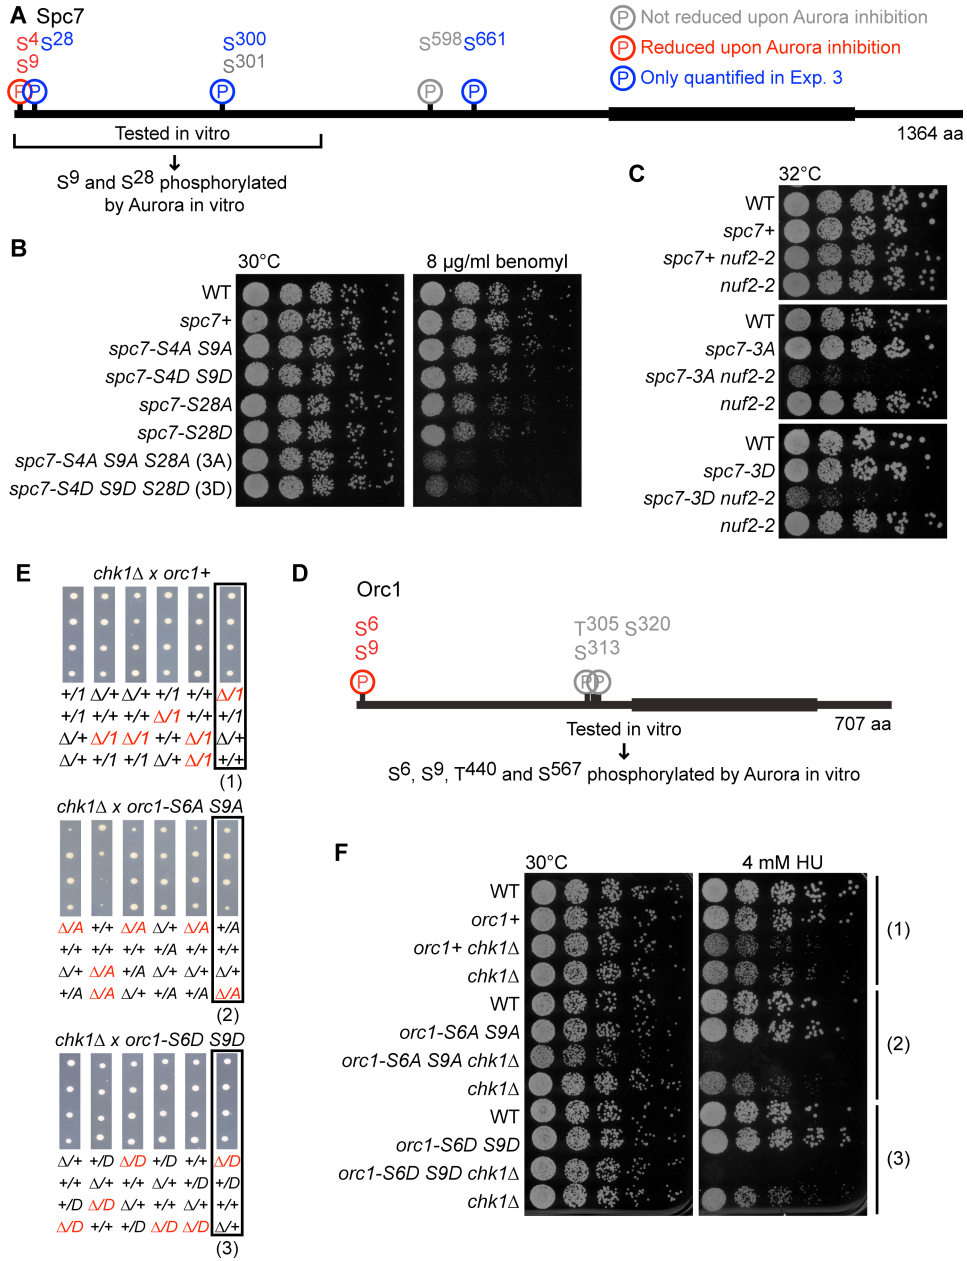 A
Spc7
S4 S28
S9
S300
S301
S598 S661
P P P P P
P Not reduced upon Aurora inhibition
P Reduced upon Aurora inhibition
P Only quantified in Exp. 3
1364 aa
Tested in vitro
S9 and S28 phosphorylated
by Aurora in vitro
B
30°C
8 µg/ml benomyl
WT
spc7+
spc7-S4A S9A
spc7-S4D S9D
spc7-S28A
spc7-S28D
spc7-S4A S9A S28A (3A)
spc7-S4D S9D S28D (3D)
C
32°C
WT
spc7+
spc7+ nuf2-2
nuf2-2
WT
spc7-3A
spc7-3A nuf2-2
nuf2-2
WT
spc7-3D
spc7-3D nuf2-2
nuf2-2
E
chk1Δ x orc1+
+/1 Δ/+ Δ/+ +/1 +/+ Δ/1
+/1 +/+ +/+ Δ/1 +/+ +/1
Δ/+ Δ/1 Δ/1 +/+ Δ/1 Δ/+
Δ/+ +/1 +/1 Δ/+ Δ/1 +/+
(1)
chk1Δ x orc1-S6A S9A
Δ/A +/+ Δ/A Δ/+ Δ/A +/A
+/+ +/+ +/+ +/A +/+ +/+
Δ/+ Δ/A +/A Δ/+ Δ/+ Δ/+
+/A Δ/A Δ/+ +/A +/A Δ/A
(2)
chk1Δ x orc1-S6D S9D
Δ/+ +/D Δ/D +/D +/+ Δ/D
+/+ Δ/+ +/+ Δ/+ +/D +/D
+/D Δ/D Δ/D +/+ Δ/+ +/+
Δ/D +/+ +/D Δ/D Δ/D Δ/+
(3)
D
Orc1
S6
S9
T305 S320
S313
P P P
707 aa
Tested in vitro
S6, S9, T440 and S567 phosphorylated by Aurora in vitro
F
30°C
4 mM HU
WT
orc1+
orc1+ chk1Δ
chk1Δ
(1)
WT
orc1-S6A S9A
orc1-S6A S9A chk1Δ
chk1Δ
(2)
WT
orc1-S6D S9D
orc1-S6D S9D chk1Δ
chk1Δ
(3)